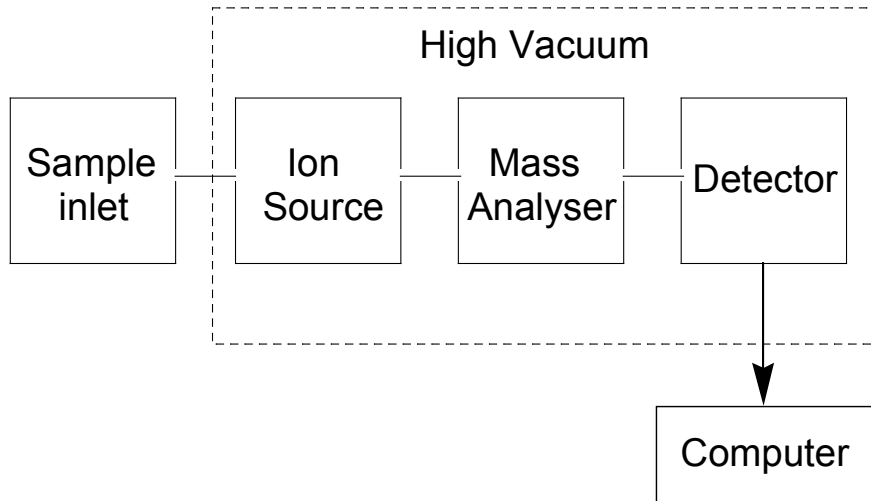 High Vacuum
Sample
inlet
Ion
Source
Mass
Analyser
Detector
Computer